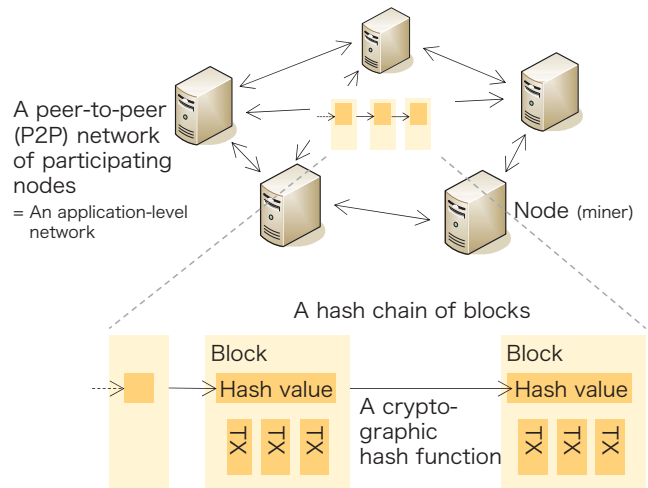 A peer-to-peer
(P2P) network
of participating
nodes
= An application-level
network
Node (miner)
A hash chain of blocks
Block
Hash value
TX TX TX
A crypto-
graphic
hash function
Block
Hash value
TX TX TX